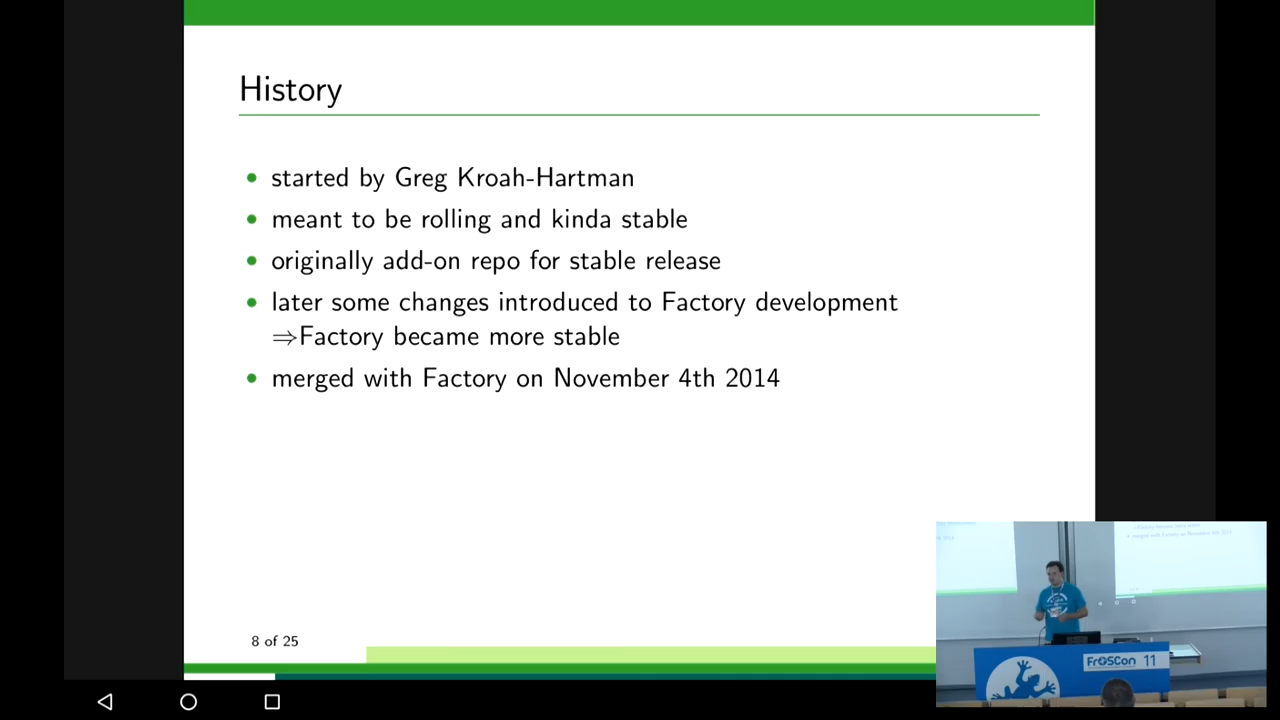 History
started by Greg Kroah-Hartman
meant to be rolling and kinda stable
originally add-on repo for stable release
later some changes introduced to Factory development
⇒Factory became more stable
merged with Factory on November 4th 2014
8 of 25
FrOSCon 11